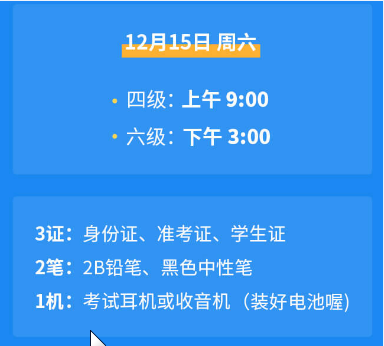 12月15日 周六
四级：上午 9:00
六级：下午 3:00
3证：身份证、准考证、学生证
2笔：2B铅笔、黑色中性笔
1机：考试耳机或收音机（装好电池喔)